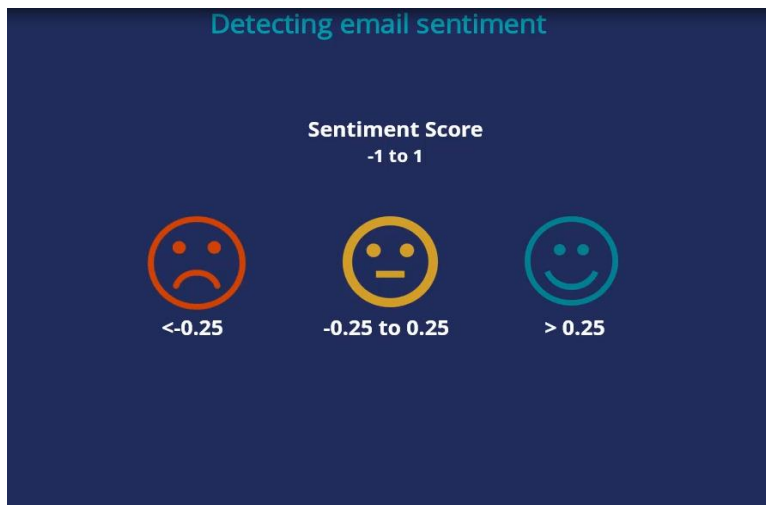 Detecting email sentiment
Sentiment Score
-1 to 1
<-0.25
-0.25 to 0.25
> 0.25